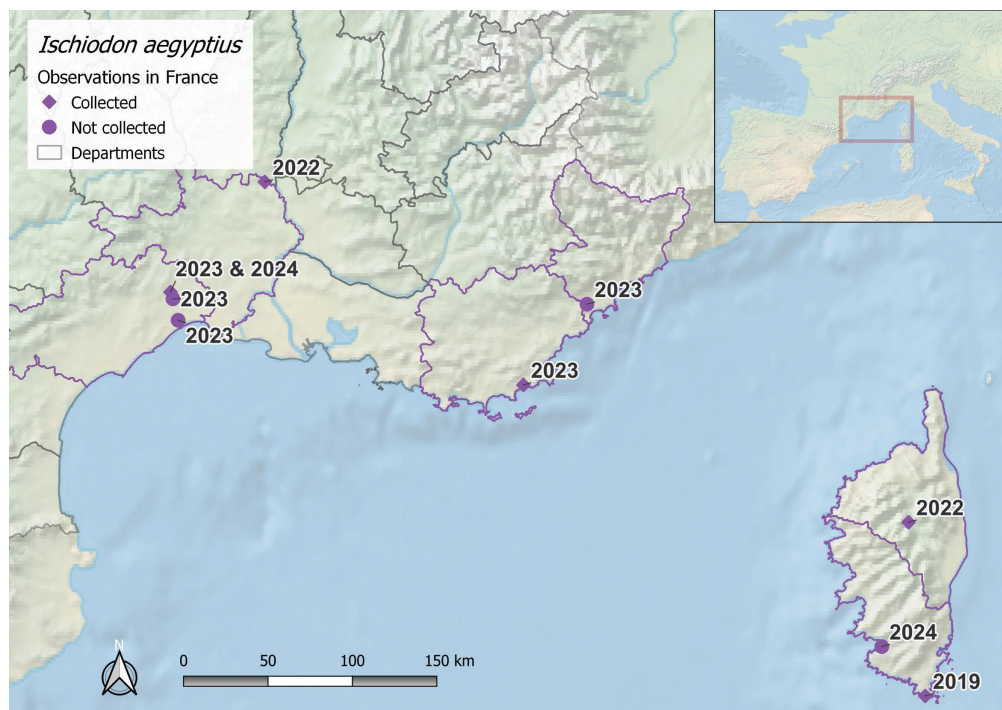 Ischiodon aegyptius
Observations in France
Collected
Not collected
Departments
2022
2023 & 2024
2023
2023
2023
2023
2022
2024
2019
N
0 50 100 150 km